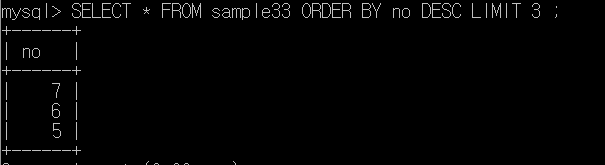 mysql> SELECT * FROM sample33 ORDER BY no DESC LIMIT 3 ;
+------+
| no   |
+------+
|    7 |
|    6 |
|    5 |
+------+